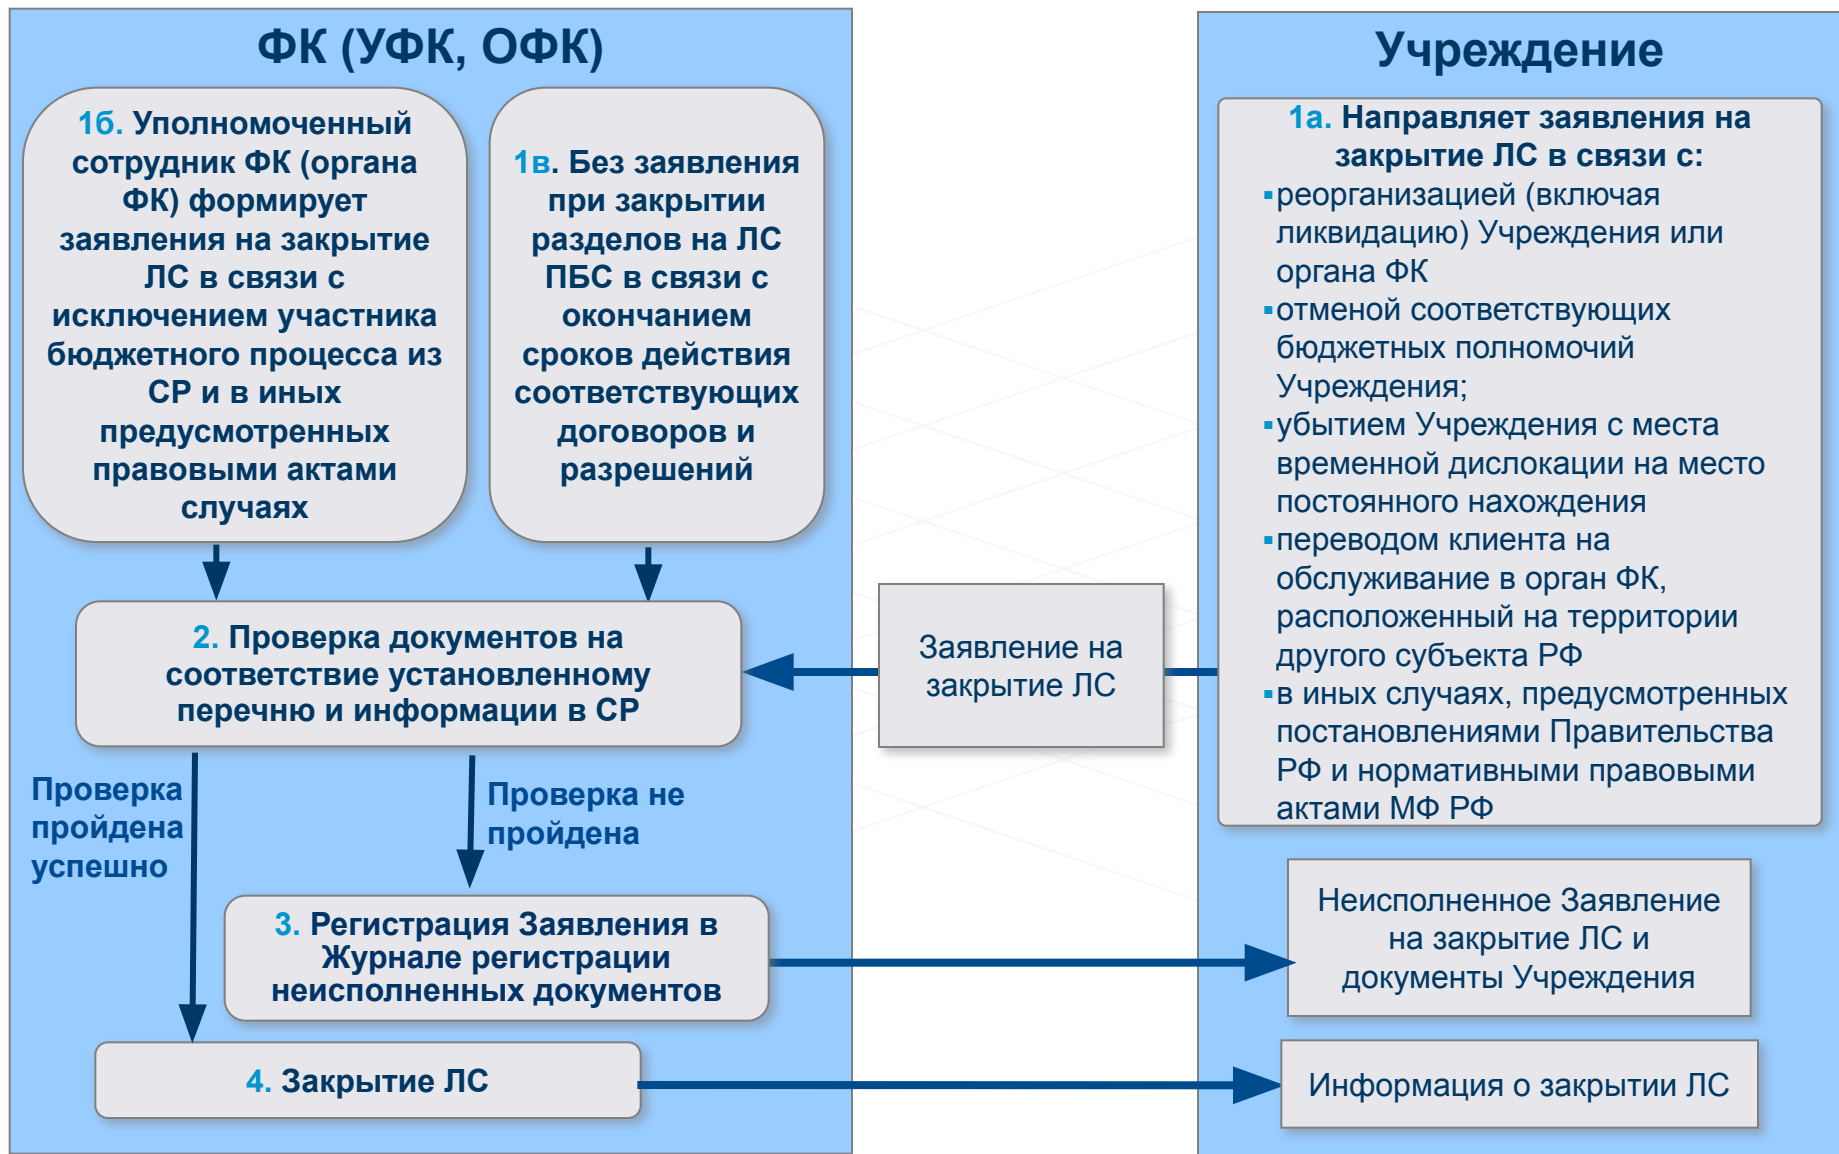 ФК (УФК, ОФК)
1б. Уполномоченный
сотрудник ФК (органа
ФК) формирует
заявления на закрытие
ЛС в связи с
исключением участника
бюджетного процесса из
СР и в иных
предусмотренных
правовыми актами
случаях
1в. Без заявления
при закрытии
разделов на ЛС
ПБС в связи с
окончанием
сроков действия
соответствующих
договоров и
разрешений
2. Проверка документов на
соответствие установленному
перечню и информации в СР
Проверка
пройдена
успешно
Проверка не
пройдена
3. Регистрация Заявления в
Журнале регистрации
неисполненных документов
4. Закрытие ЛС
Заявление на
закрытие ЛС
Учреждение
1а. Направляет заявления на
закрытие ЛС в связи с:
▪реорганизацией (включая
ликвидацию) Учреждения или
органа ФК
▪отменой соответствующих
бюджетных полномочий
Учреждения;
▪убытием Учреждения с места
временной дислокации на место
постоянного нахождения
▪переводом клиента на
обслуживание в орган ФК,
расположенный на территории
другого субъекта РФ
▪в иных случаях, предусмотренных
постановлениями Правительства
РФ и нормативными правовыми
актами МФ РФ
Неисполненное Заявление
на закрытие ЛС и
документы Учреждения
Информация о закрытии ЛС